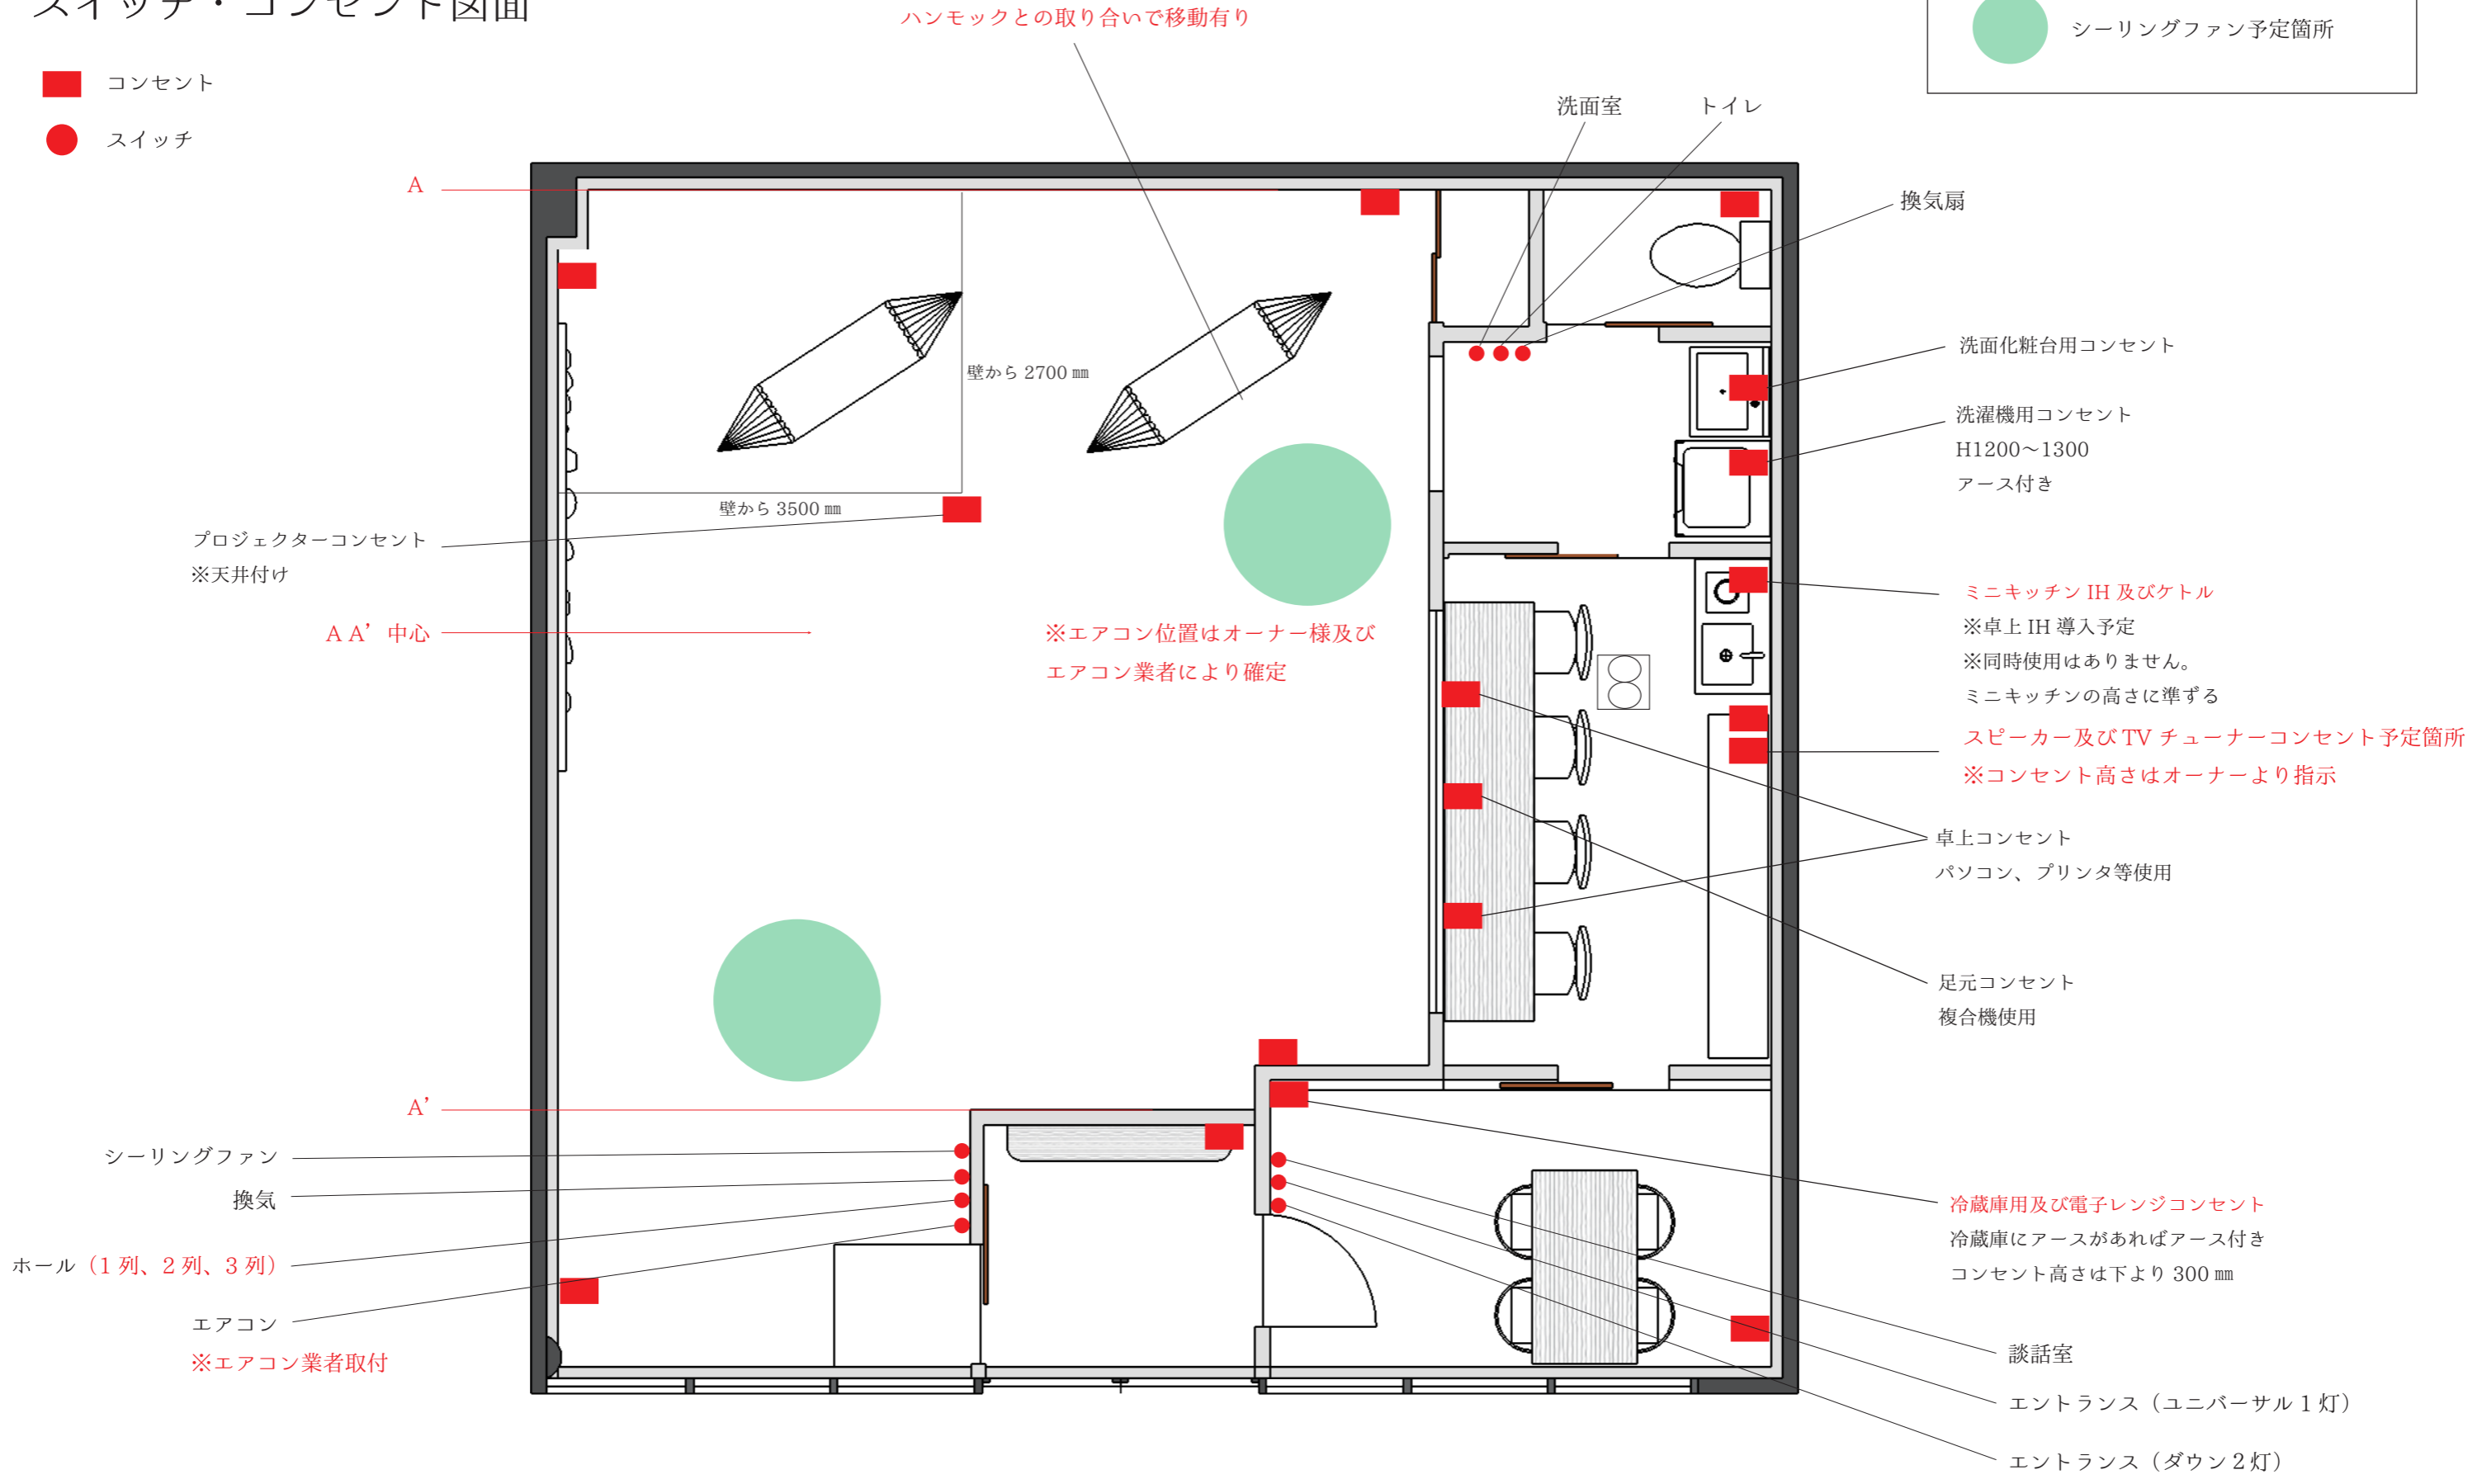 スイッチ・コンセント図面
コンセント
スイッチ
ハンモックとの取り合いで移動有り
シーリングファン予定箇所
洗面室
トイレ
換気扇
A
壁から 2700 ㎜
壁から 3500 ㎜
プロジェクターコンセント
※天井付け
A A’ 中心
※エアコン位置はオーナー様及び
エアコン業者により確定
洗面化粧台用コンセント
洗濯機用コンセント
H1200～1300
アース付き
ミニキッチン IH 及びケトル
※卓上 IH 導入予定
※同時使用はありません。
ミニキッチンの高さに準ずる
スピーカー及び TV チューナーコンセント予定箇所
※コンセント高さはオーナーより指示
卓上コンセント
パソコン、プリンタ等使用
足元コンセント
複合機使用
A’
シーリングファン
換気
ホール（1 列、2 列、3 列）
エアコン
※エアコン業者取付
冷蔵庫用及び電子レンジコンセント
冷蔵庫にアースがあればアース付き
コンセント高さは下より 300 ㎜
談話室
エントランス（ユニバーサル 1 灯）
エントランス（ダウン 2 灯）